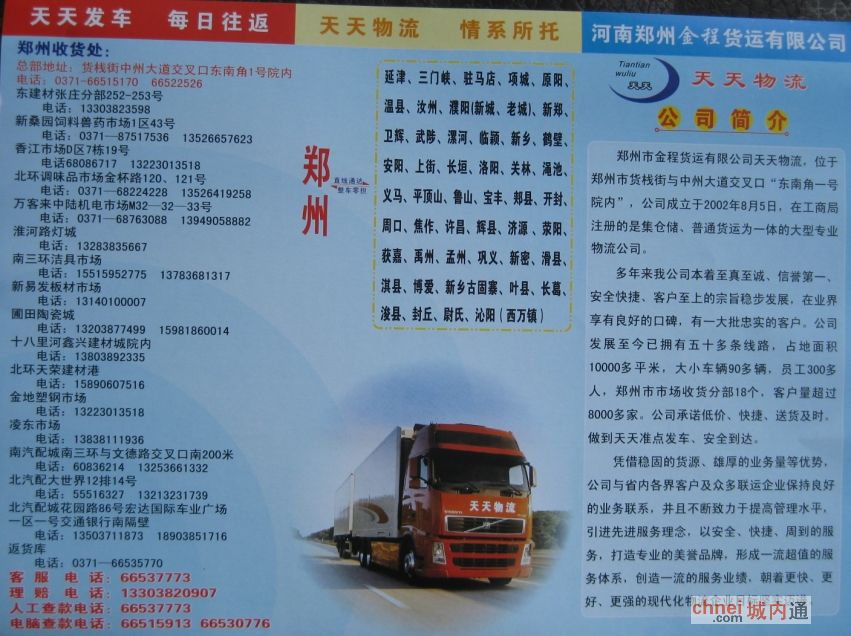 天天发车 每日往返
天天物流 情系所托
河南郑州金程货运有限公司
郑州收货处：
总部地址：货栈街中州大道交叉口东南角1号院内
电话：0371-66515170 66522526
东建材张庄分部252-253号
电话：13303823598
新桑园饲料兽药市场1区43号
电话：0371—87517536 13526657623
香江市场D区7栋19号
电话68086717 13223013518
北环调味品市场金杯路120、121号
电话：0371—68224228 13526419258
万客来中陆机电市场M32—32—33号
电话：0371—68763088 13949058882
淮河路灯城
电话：13283835667
南三环洁具市场
电话：15515952775 13783681317
新易发板材市场
电话：13140100007
圃田陶瓷城
电话：13203877499 15981860014
十八里河鑫兴建材城院内
电话：13803892335
北环天荣建材港
电话：15890607516
金地塑钢市场
电话：13223013518
凌东市场
电话：13838111936
南汽配城南三环与文德路交叉口南200米
电话：60836214 13253661332
北汽配大世界12排14号
电话：55516327 13213231739
北汽配城花园路86号宏达国际车业广场
一区一号交通银行南隔壁
电话：13503711873 18903851716
返货库
电话：0371—66535770
客服电话：66537773
理赔电话：13303820907
人工查款电话：66537773
电脑查款电话：66515913 66530776
郑州
直线通达
整车零担
延津、三门峡、驻马店、项城、原阳、
温县、汝州、濮阳(新城、老城)、新郑、
卫辉、武陟、漯河、临颍、新乡、鹤壁、
安阳、上街、长垣、洛阳、关林、渑池、
义马、平顶山、鲁山、宝丰、郏县、开封、
周口、焦作、许昌、辉县、济源、荥阳、
获嘉、禹州、孟州、巩义、新密、滑县、
淇县、博爱、新乡古固寨、叶县、长葛、
浚县、封丘、尉氏、沁阳（西万镇）
天天物流
Tiantian
wuliu
天天
天天物流
公司简介
郑州市金程货运有限公司天天物流，位于
郑州市货栈街与中州大道交叉口“东南角一号
院内”，公司成立于2002年8月5日，在工商局
注册的是集仓储、普通货运为一体的大型专业
物流公司。
多年来我公司本着至真至诚、信誉第一、
安全快捷、客户至上的宗旨稳步发展，在业界
享有良好的口碑，有一大批忠实的客户。公司
发展至今已拥有五十多条线路，占地面积
10000多平米，大小车辆90多辆，员工300多
人，郑州市市场收货分部18个，客户量超过
8000多家。公司承诺低价、快捷、送货及时。
做到天天准点发车、安全到达。
凭借稳固的货源、雄厚的业务量等优势，
公司与省内各界客户及众多联运企业保持良好
的业务联系，并且不断致力于提高管理水平，
引进先进服务理念，以安全、快捷、周到的服
务，打造专业的美誉品牌，形成一流超值的服
务体系，创造一流的服务业绩，朝着更快、更
好、更强的现代化物
chnei城内通
.com